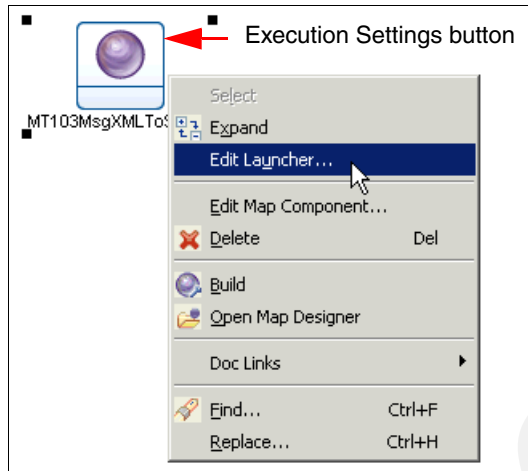 Execution Settings button
MT103MsgXMLToS
Select
Expand
Edit Launcher...
Edit Map Component...
Delete Del
Build
Open Map Designer
Doc Links
Find... Ctrl+F
Replace... Ctrl+H